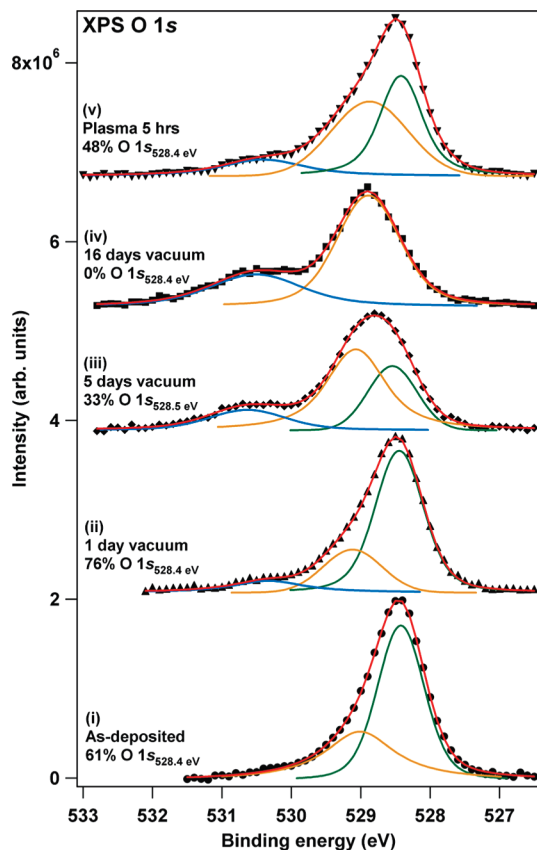 XPS O 1s
8x10⁶
(v)
Plasma 5 hrs
48% O 1s528.4 eV
6
(iv)
16 days vacuum
0% O 1s528.4 eV
(iii)
5 days vacuum
33% O 1s528.5 eV
4
Intensity (arb. units)
(ii)
1 day vacuum
76% O 1s528.4 eV
2
(i)
As-deposited
61% O 1s528.4 eV
0
533 532 531 530 529 528 527
Binding energy (eV)